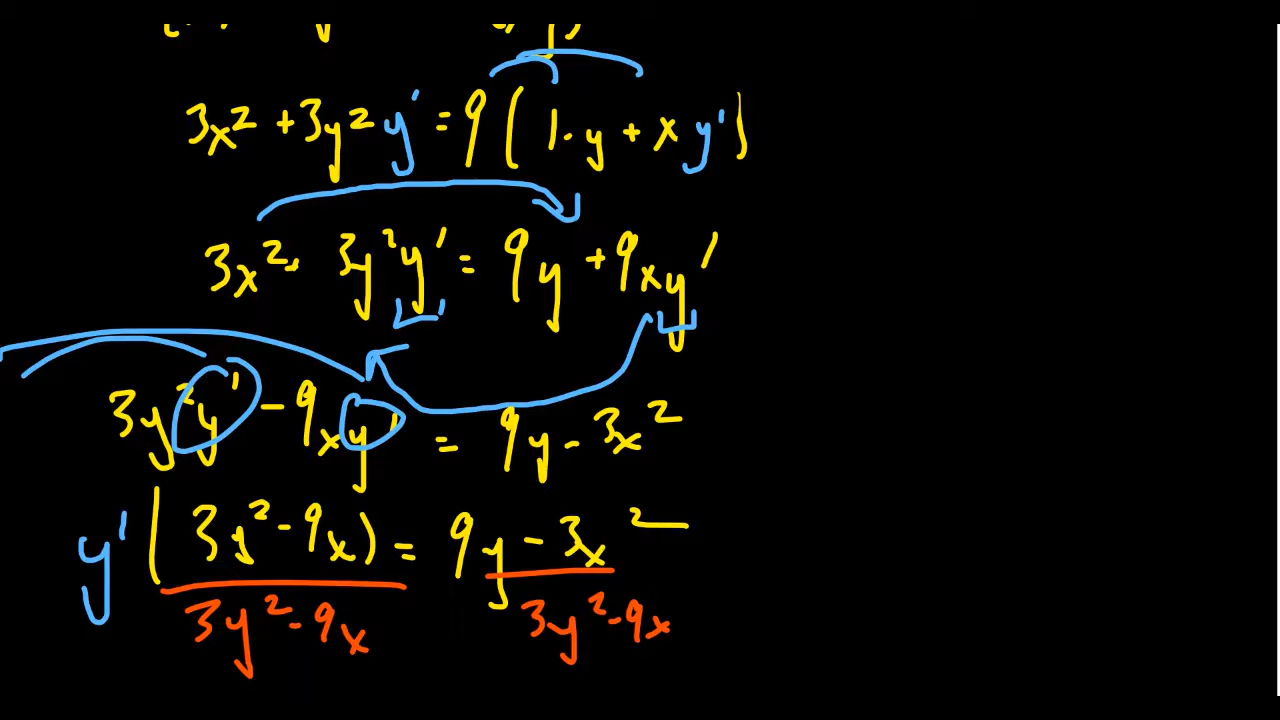 3x² + 3y² y' = 9 ( 1·y + x y' )
3x² + 3y² y' = 9y + 9xy'
3y² y' - 9xy' = 9y - 3x²
y' ( 3y² - 9x ) = 9y - 3x²
3y² - 9x 3y² - 9x